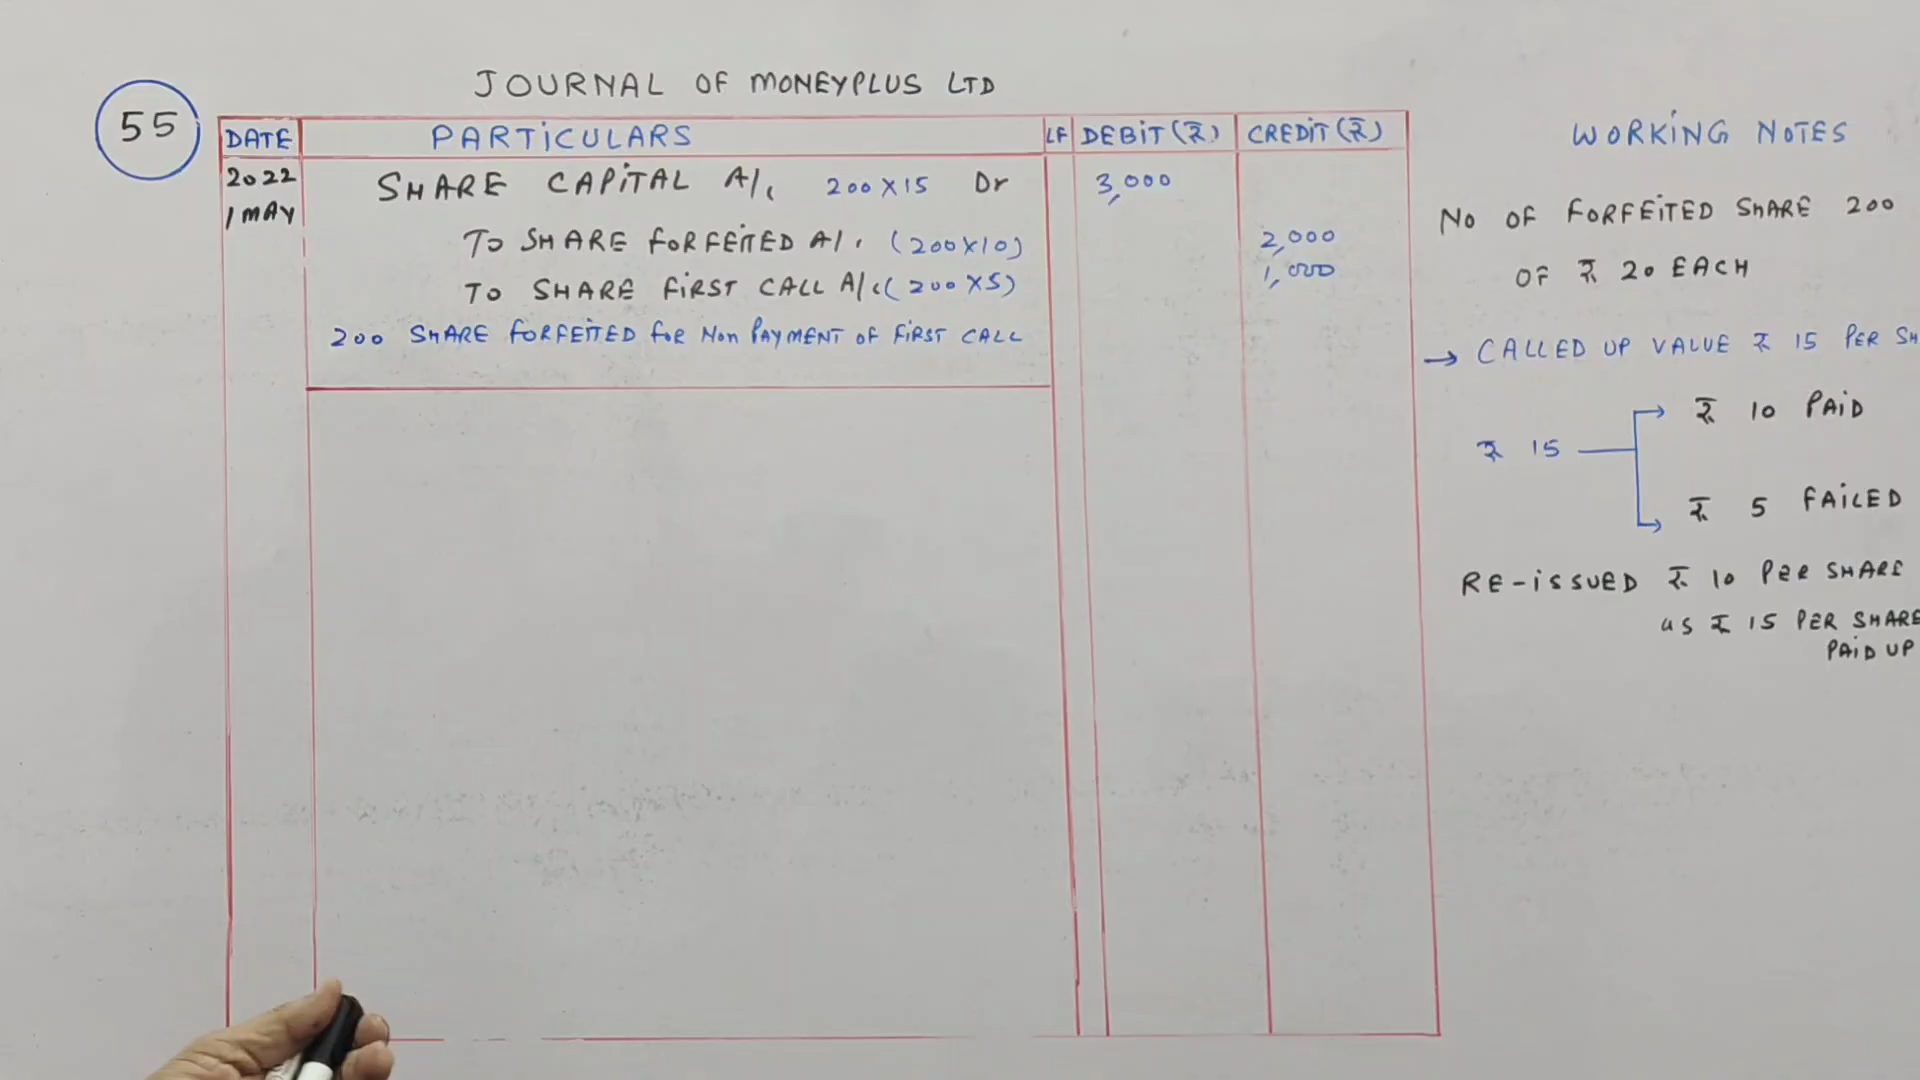 JOURNAL OF MONEYPLUS LTD
55
DATE PARTICULARS LF DEBIT (₹) CREDIT (₹)
2022 SHARE CAPITAL A/c 200 X 15 Dr 3,000
1 MAY
TO SHARE FORFEITED A/c (200 X 10) 2,000
TO SHARE FIRST CALL A/c (200 X 5) 1,000
200 SHARE FORFEITED for Non PAYMENT OF FIRST CALL
WORKING NOTES
NO OF FORFEITED SHARE 200
OF ₹ 20 EACH
→ CALLED UP VALUE ₹ 15 PER SH
₹ 10 PAID
₹ 15
₹ 5 FAILED
RE-ISSUED ₹ 10 PER SHARE
as ₹ 15 PER SHARE
PAID UP